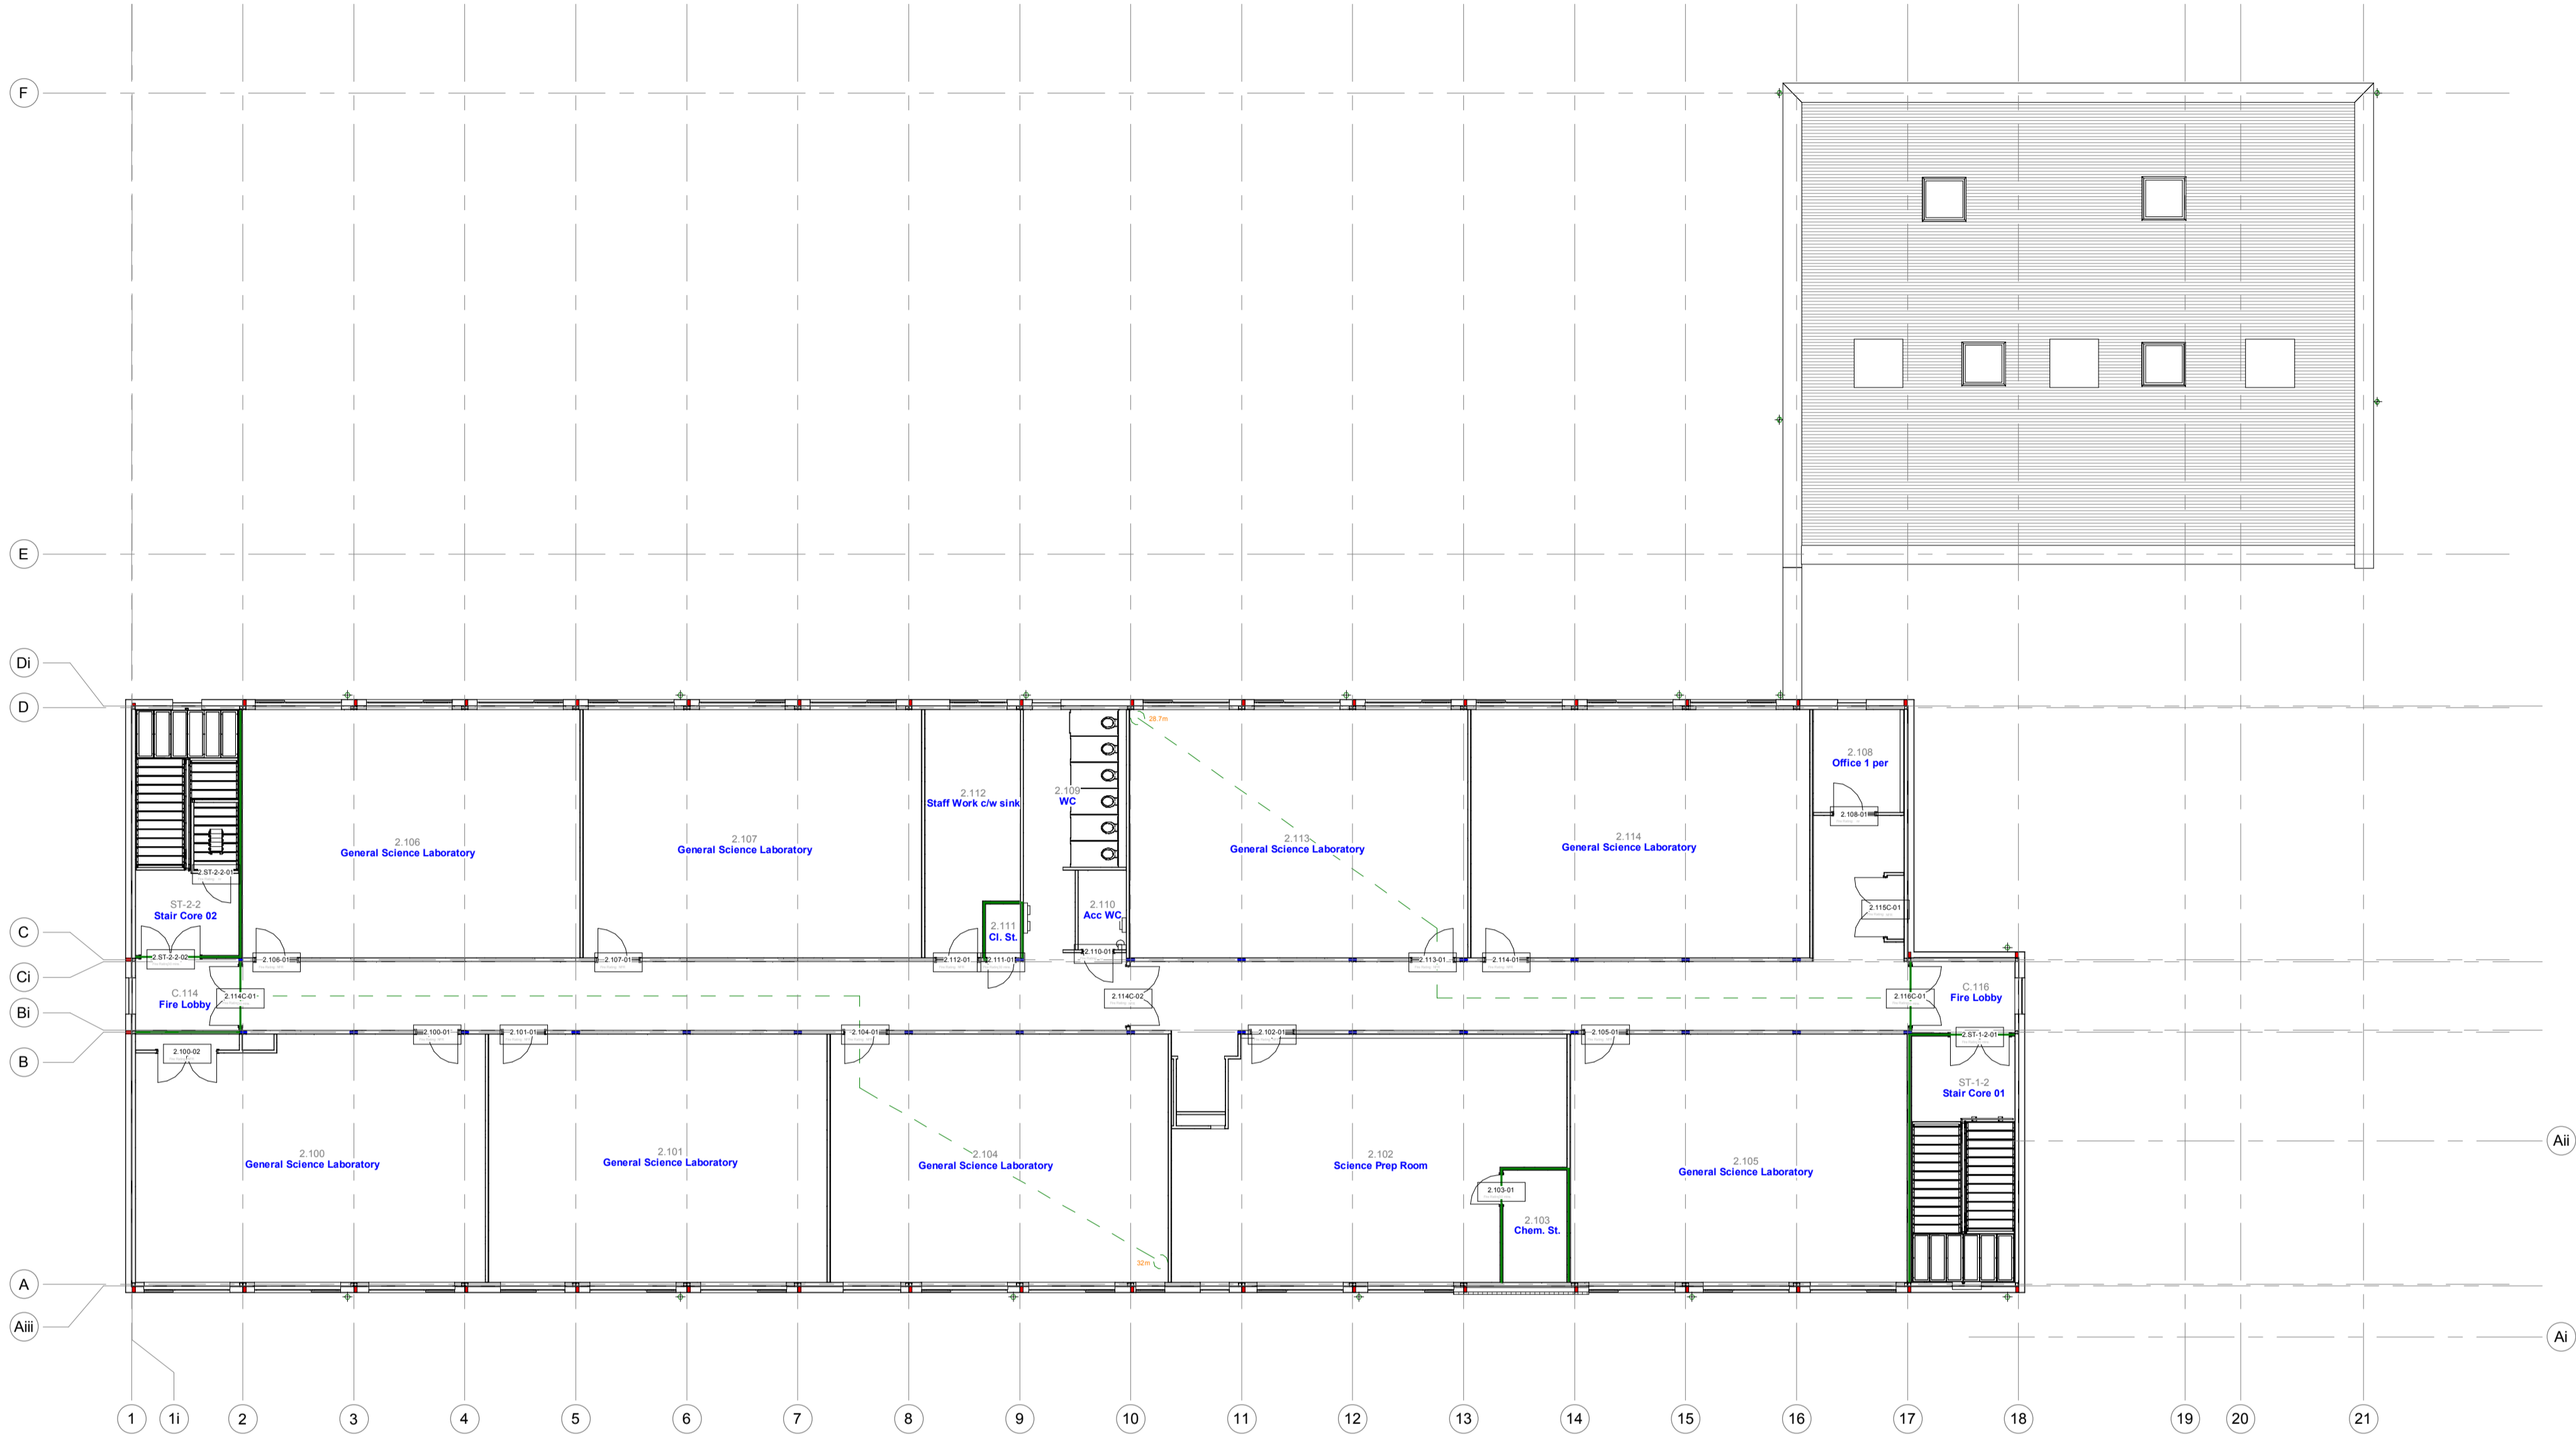 F
E
Di
D
C
Ci
Bi
B
A
Aiii
Aii
Ai
28.7m
2.108
Office 1 per
2.108-01
2.112
Staff Work c/w sink
2.109
WC
2.106
General Science Laboratory
2.107
General Science Laboratory
2.113
General Science Laboratory
2.114
General Science Laboratory
2.ST-2-2-01
ST-2-2
Stair Core 02
2.110
Acc WC
2.115C-01
2.111
Cl. St.
2.110-01
2.ST-2-2-02
2.106-01
2.107-01
2.112-01
2.111-01
2.113-01
2.114-01
C.114
Fire Lobby
2.114C-01
2.114C-02
2.116C-01
C.116
Fire Lobby
2.100-01
2.101-01
2.104-01
2.102-01
2.105-01
2.ST-1-2-01
2.100-02
ST-1-2
Stair Core 01
2.100
General Science Laboratory
2.101
General Science Laboratory
2.104
General Science Laboratory
2.102
Science Prep Room
2.105
General Science Laboratory
2.103-01
2.103
Chem. St.
32m
1
1i
2
3
4
5
6
7
8
9
10
11
12
13
14
15
16
17
18
19
20
21